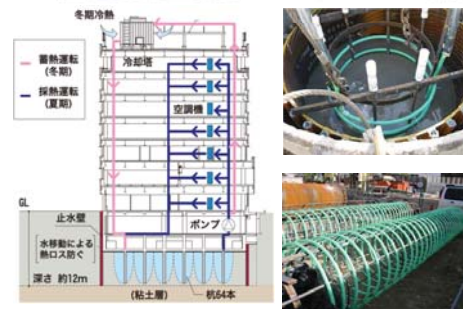 冬期冷熱
蓄熱運転
(冬期)
採熱運転
(夏期)
冷却塔
空調機
GL
止水壁
ポンプ
水移動による
熱ロス防ぐ
深さ 約12m
(粘土層)
杭64本